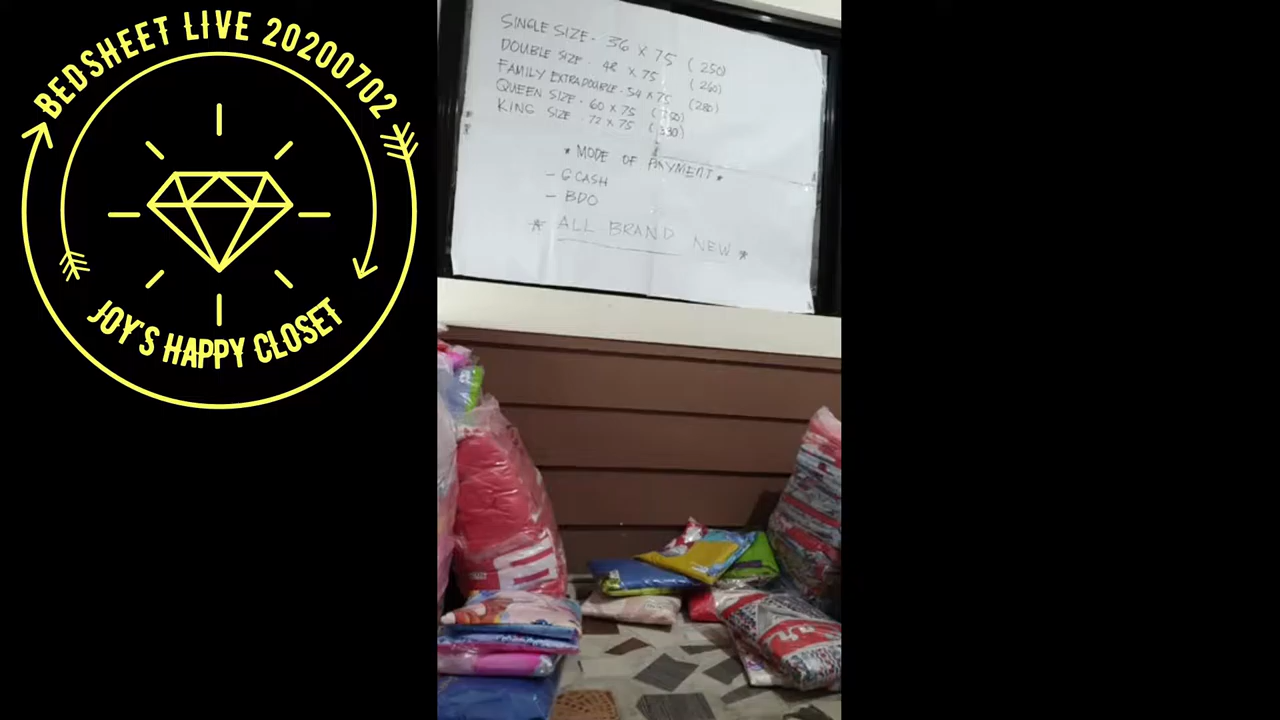 BEDSHEET LIVE 20200702
JOY'S HAPPY CLOSET
SINGLE SIZE - 36 X 75 (250)
DOUBLE SIZE - 48 X 75 (260)
FAMILY EXTRA DOUBLE - 54 X 75 (280)
QUEEN SIZE - 60 X 75
KING SIZE - 72 X 75 (330)
* MODE OF PAYMENT *
- GCASH
- BDO
* ALL BRAND NEW *